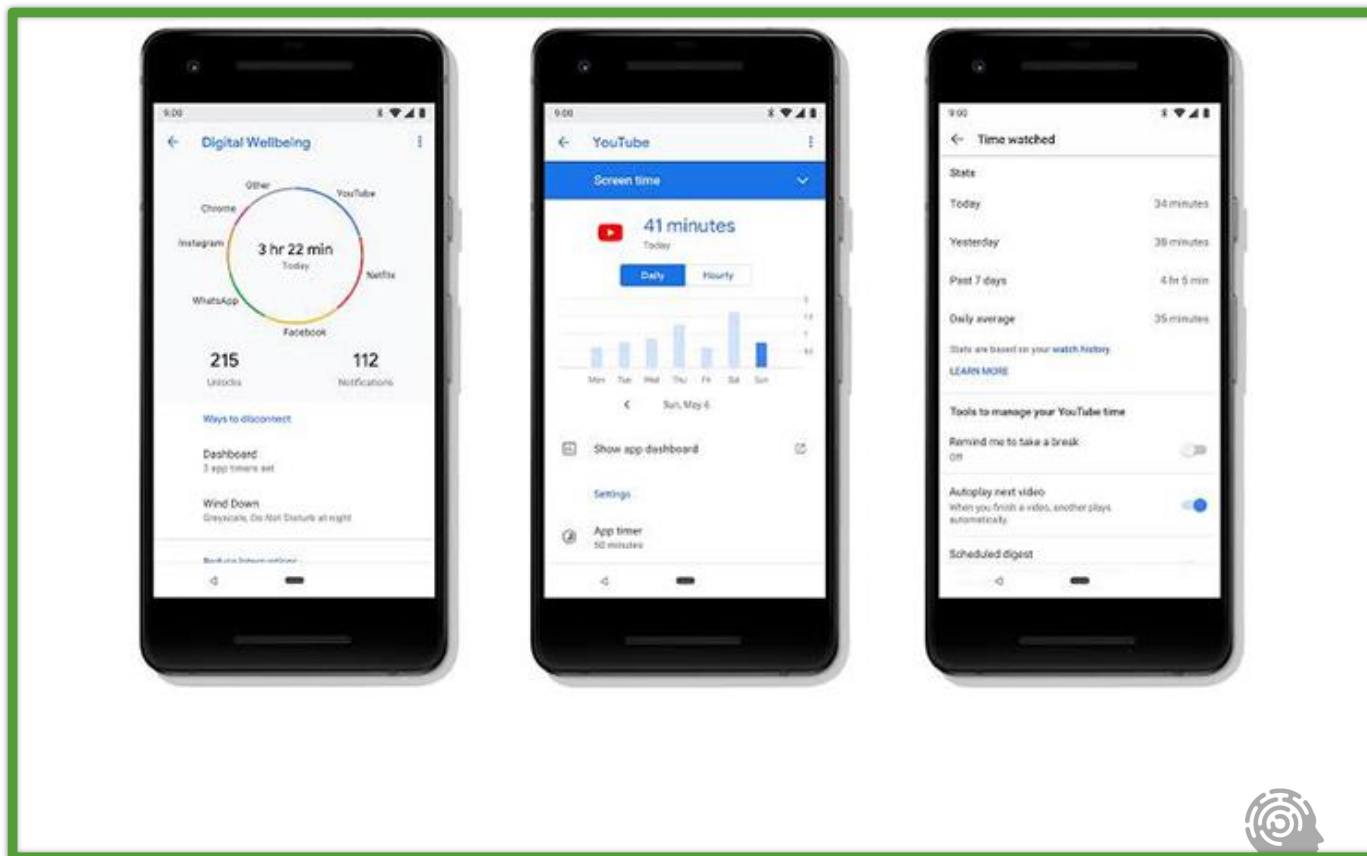 9:00
Digital Wellbeing
Other
YouTube
Chrome
Instagram
3 hr 22 min
Today
Netflix
WhatsApp
Facebook
215
112
Unlocks
Notifications
Ways to disconnect
Dashboard
3 app timers set
Wind Down
Greyscale, Do Not Disturb at night
9:00
YouTube
Screen time
41 minutes
Today
Daily
Hourly
Mon Tue Wed Thu Fri Sat Sun
Sun, May 6
Show app dashboard
Settings
App timer
50 minutes
9:00
Time watched
Stats
Today
34 minutes
Yesterday
Past 7 days
4 hr 5 min
Daily average
35 minutes
Stats are based on your watch history.
LEARN MORE
Tools to manage your YouTube time
Remind me to take a break
Off
Autoplay next video
When you finish a video, another plays
automatically.
Scheduled digest